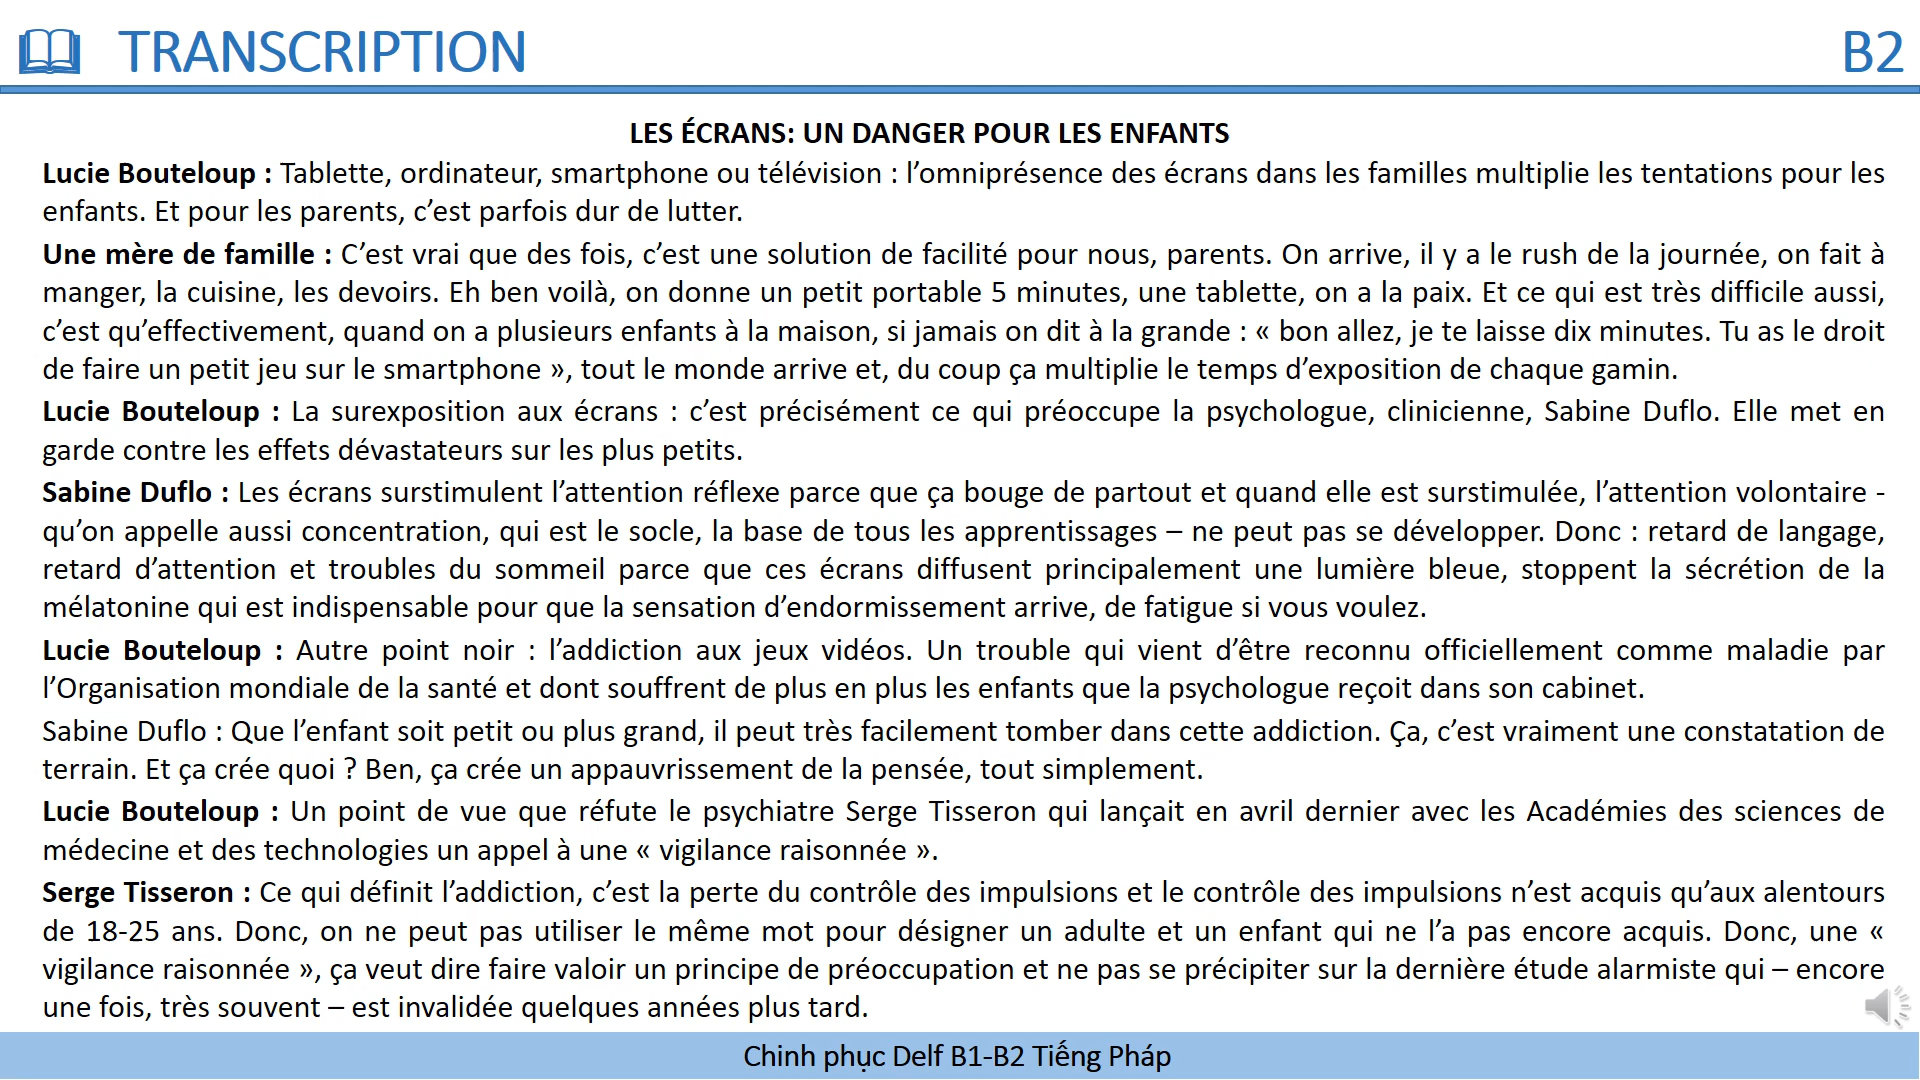 TRANSCRIPTION
B2
LES ÉCRANS: UN DANGER POUR LES ENFANTS
Lucie Bouteloup : Tablette, ordinateur, smartphone ou télévision : l’omniprésence des écrans dans les familles multiplie les tentations pour les
enfants. Et pour les parents, c’est parfois dur de lutter.
Une mère de famille : C’est vrai que des fois, c’est une solution de facilité pour nous, parents. On arrive, il y a le rush de la journée, on fait à
manger, la cuisine, les devoirs. Eh ben voilà, on donne un petit portable 5 minutes, une tablette, on a la paix. Et ce qui est très difficile aussi,
c’est qu’effectivement, quand on a plusieurs enfants à la maison, si jamais on dit à la grande : « bon allez, je te laisse dix minutes. Tu as le droit
de faire un petit jeu sur le smartphone », tout le monde arrive et, du coup ça multiplie le temps d’exposition de chaque gamin.
Lucie Bouteloup : La surexposition aux écrans : c’est précisément ce qui préoccupe la psychologue, clinicienne, Sabine Duflo. Elle met en
garde contre les effets dévastateurs sur les plus petits.
Sabine Duflo : Les écrans surstimulent l’attention réflexe parce que ça bouge de partout et quand elle est surstimulée, l’attention volontaire -
qu’on appelle aussi concentration, qui est le socle, la base de tous les apprentissages – ne peut pas se développer. Donc : retard de langage,
retard d’attention et troubles du sommeil parce que ces écrans diffusent principalement une lumière bleue, stoppent la sécrétion de la
mélatonine qui est indispensable pour que la sensation d’endormissement arrive, de fatigue si vous voulez.
Lucie Bouteloup : Autre point noir : l’addiction aux jeux vidéos. Un trouble qui vient d’être reconnu officiellement comme maladie par
l’Organisation mondiale de la santé et dont souffrent de plus en plus les enfants que la psychologue reçoit dans son cabinet.
Sabine Duflo : Que l’enfant soit petit ou plus grand, il peut très facilement tomber dans cette addiction. Ça, c’est vraiment une constatation de
terrain. Et ça crée quoi ? Ben, ça crée un appauvrissement de la pensée, tout simplement.
Lucie Bouteloup : Un point de vue que réfute le psychiatre Serge Tisseron qui lançait en avril dernier avec les Académies des sciences de
médecine et des technologies un appel à une « vigilance raisonnée ».
Serge Tisseron : Ce qui définit l’addiction, c’est la perte du contrôle des impulsions et le contrôle des impulsions n’est acquis qu’aux alentours
de 18-25 ans. Donc, on ne peut pas utiliser le même mot pour désigner un adulte et un enfant qui ne l’a pas encore acquis. Donc, une «
vigilance raisonnée », ça veut dire faire valoir un principe de préoccupation et ne pas se précipiter sur la dernière étude alarmiste qui – encore
une fois, très souvent – est invalidée quelques années plus tard.
Chinh phục Delf B1-B2 Tiếng Pháp